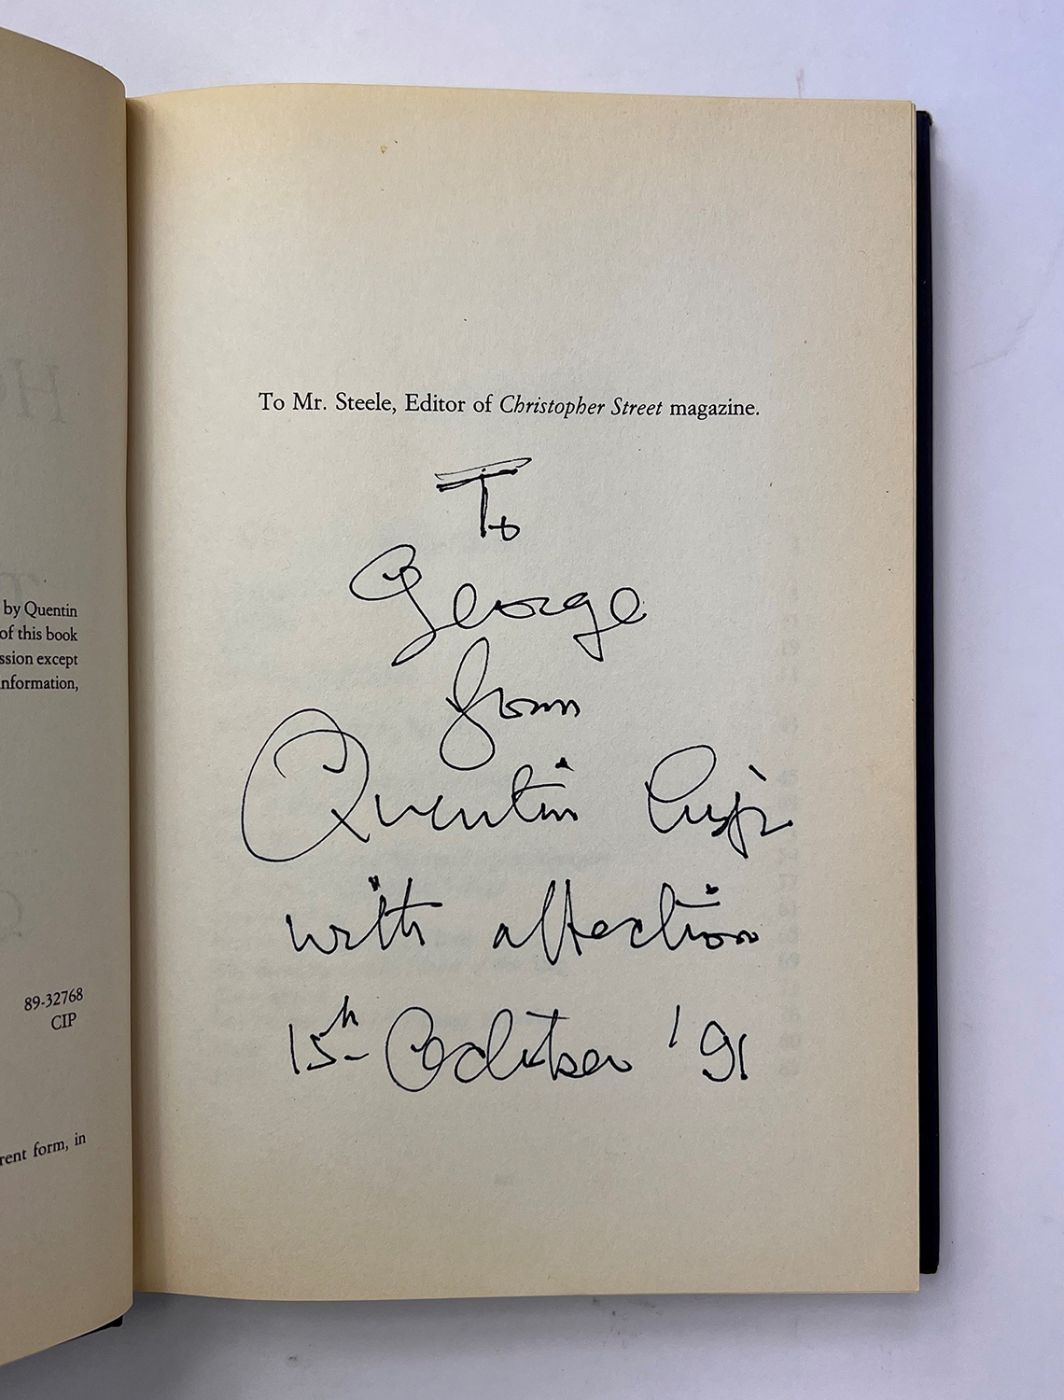 by Quentin
of this book
ssion except
nformation,
89-32768
CIP
rent form, in
To Mr. Steele, Editor of Christopher Street magazine.
To
George
from
Quentin Crisp
with affection
15th October '91